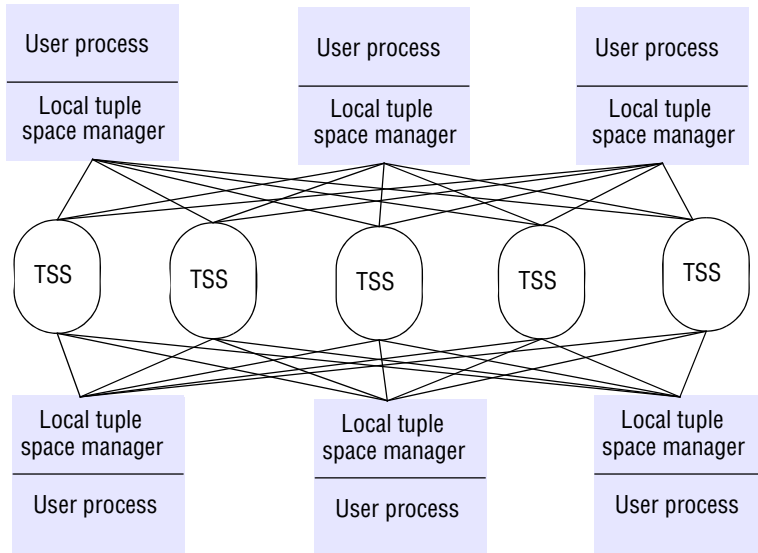 User process
Local tuple
space manager
User process
Local tuple
space manager
User process
Local tuple
space manager
TSS
TSS
TSS
TSS
TSS
Local tuple
space manager
User process
Local tuple
space manager
User process
Local tuple
space manager
User process